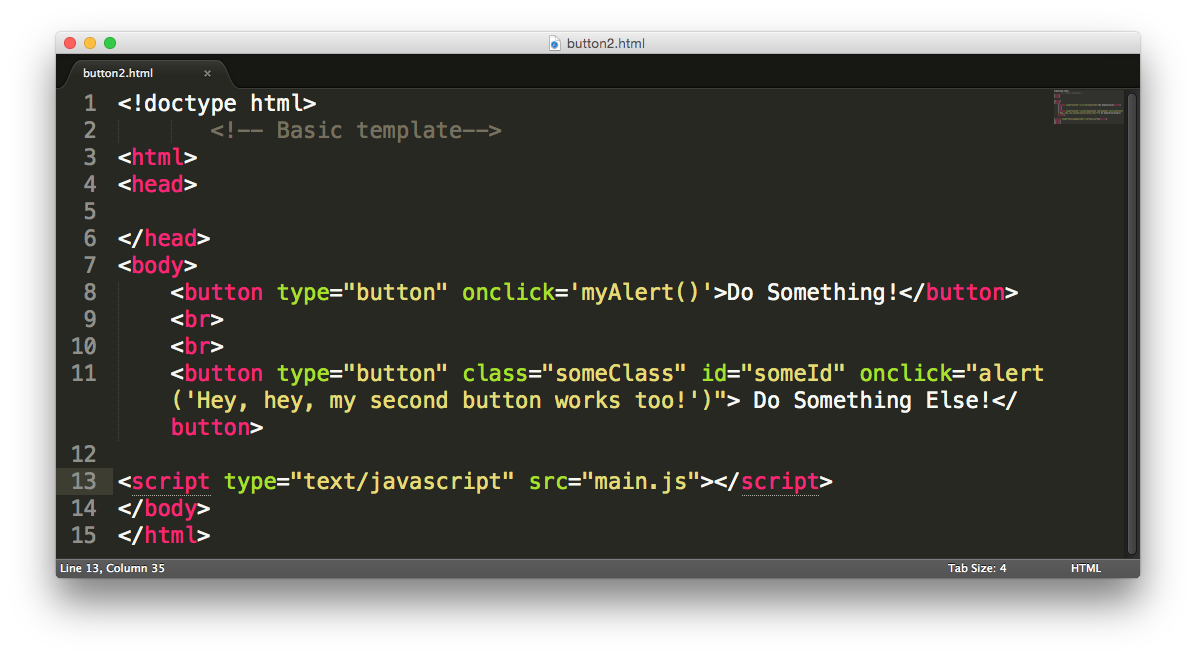 button2.html
button2.html ×
1 <!doctype html>
2 <!-- Basic template-->
3 <html>
4 <head>
5
6 </head>
7 <body>
8 <button type="button" onclick='myAlert()'>Do Something!</button>
9 <br>
10 <br>
11 <button type="button" class="someClass" id="someId" onclick="alert
('Hey, hey, my second button works too!')"> Do Something Else!</
button>
12
13 <script type="text/javascript" src="main.js"></script>
14 </body>
15 </html>
Line 13, Column 35 Tab Size: 4 HTML